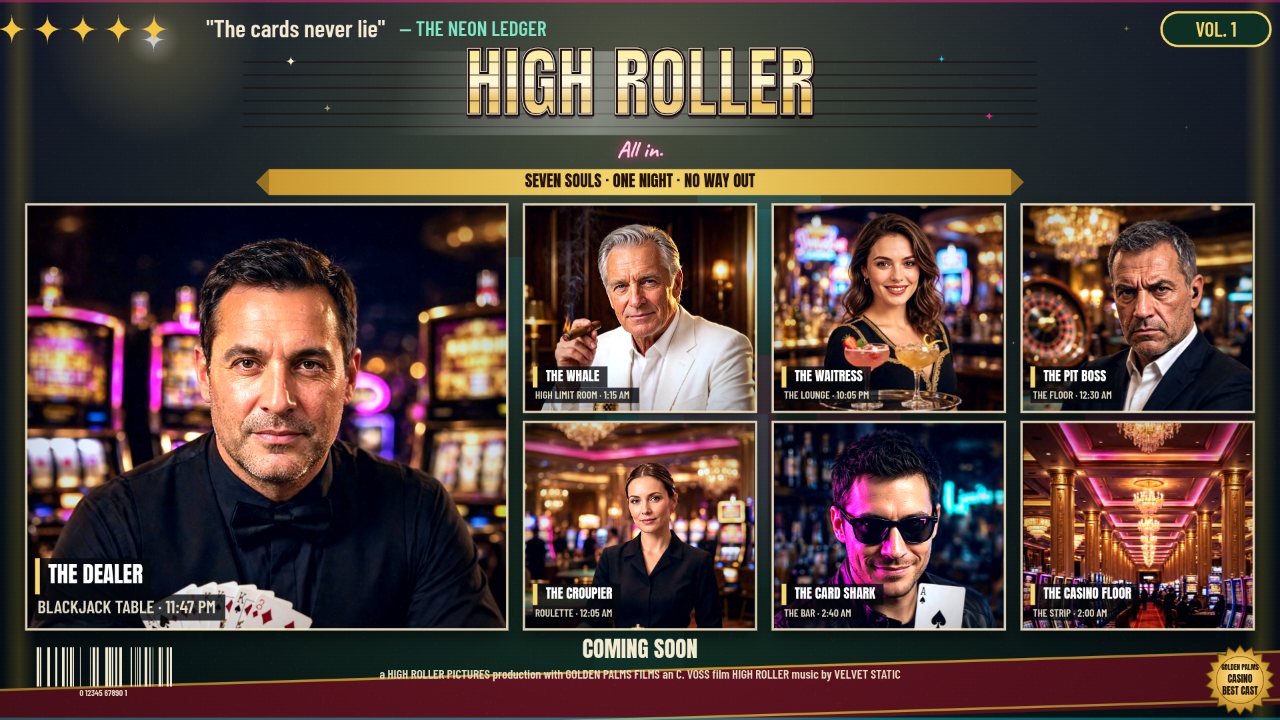 "The cards never lie" – THE NEON LEDGER
VOL. 1
HIGH ROLLER
All in.
SEVEN SOULS · ONE NIGHT · NO WAY OUT
THE DEALER
BLACKJACK TABLE · 11:47 PM
THE WHALE
HIGH LIMIT ROOM · 1:15 AM
THE WAITRESS
THE LOUNGE · 10:05 PM
THE PIT BOSS
THE FLOOR · 12:30 AM
THE CROUPIER
ROULETTE · 12:05 AM
THE CARD SHARK
THE BAR · 2:40 AM
THE CASINO FLOOR
THE STRIP · 2:00 AM
COMING SOON
a HIGH ROLLER PICTURES production with GOLDEN PALMS FILMS an C. VOSS film HIGH ROLLER music by VELVET STATIC
0 12345 67890 1
GOLDEN PALMS
CASINO
BEST CAST